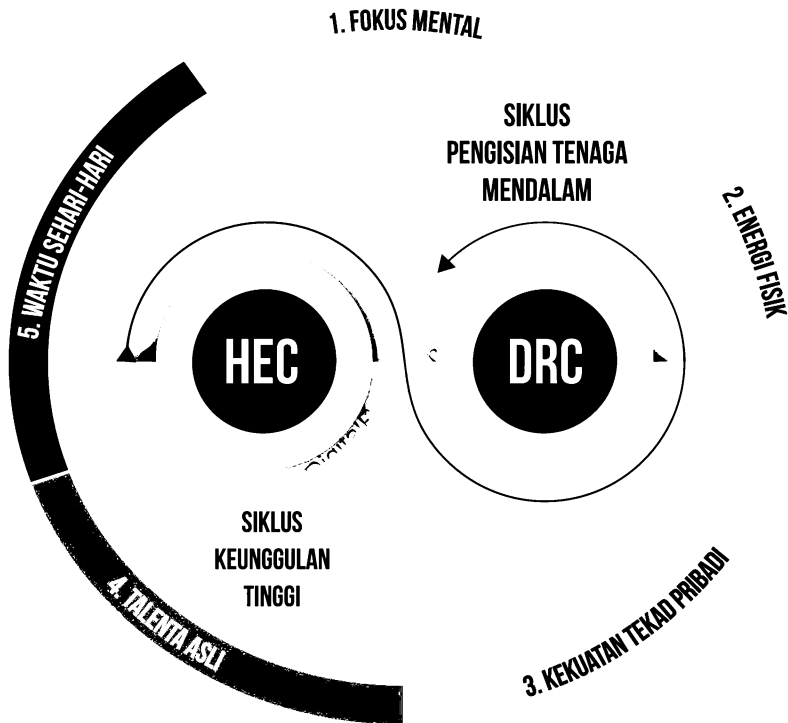 1. FOKUS MENTAL
SIKLUS
PENGISIAN TENAGA
MENDALAM
2. ENERGI FISIK
5. WAKTU SEHARI-HARI
HEC
DRC
SIKLUS
KEUNGGULAN
TINGGI
4. TALENTA ASLI
3. KEKUATAN TEKAD PRIBADI